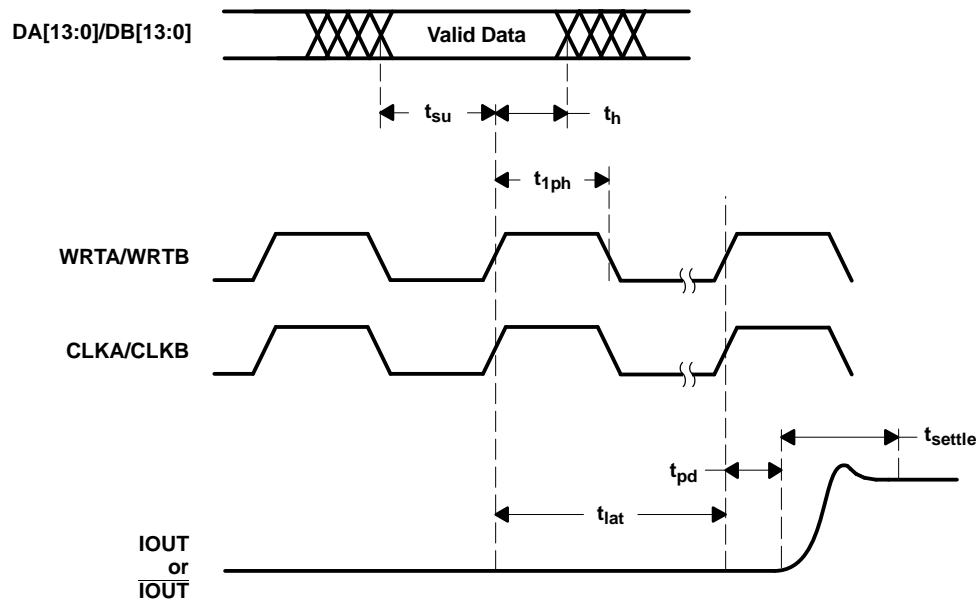 DA[13:0]/DB[13:0]
Valid Data
tsu
th
t1ph
WRTA/WRTB
CLKA/CLKB
tsettle
tpd
tlat
IOUT
or
IOUT